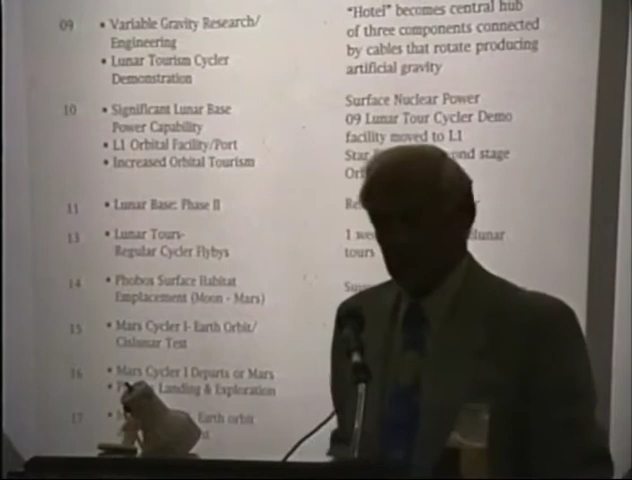 09
• Variable Gravity Research/
Engineering
• Lunar Tourism Cycler
Demonstration
"Hotel" becomes central hub
of three components connected
by cables that rotate producing
artificial gravity
10
• Significant Lunar Base
Power Capability
• L1 Orbital Facility/Port
• Increased Orbital Tourism
Surface Nuclear Power
09 Lunar Tour Cycler Demo
facility moved to L1
Star stage
11
• Lunar Base: Phase II
13
• Lunar Tours-
Regular Cycler Flybys
1 lunar
tours
14
• Phobos Surface Habitat
Emplacement (Moon - Mars)
15
• Mars Cycler I- Earth Orbit/
Cislunar Test
16
• Mars Cycler I Departs or Mars
• Landing & Exploration
17
• Earth orbit